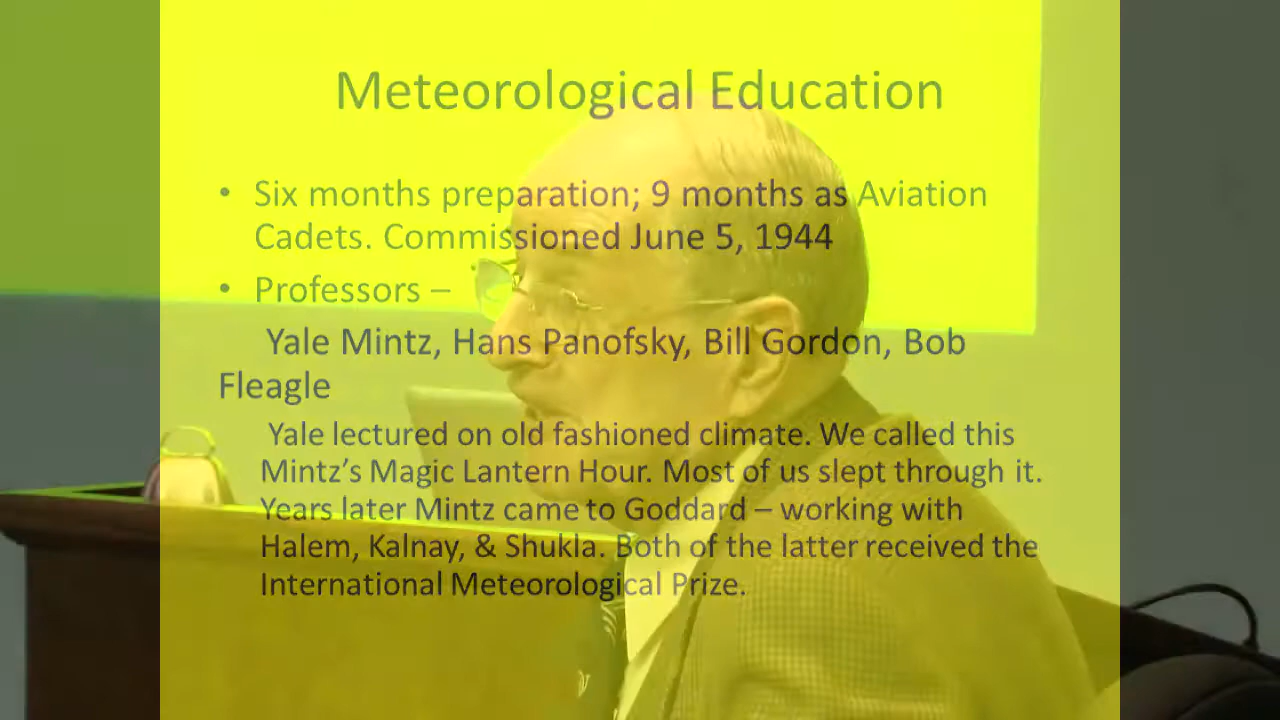 Meteorological Education
• Six months preparation; 9 months as Aviation
Cadets. Commissioned June 5, 1944
• Professors –
Yale Mintz, Hans Panofsky, Bill Gordon, Bob
Fleagle
Yale lectured on old fashioned climate. We called this
Mintz’s Magic Lantern Hour. Most of us slept through it.
Years later Mintz came to Goddard – working with
Halem, Kalnay, & Shukla. Both of the latter received the
International Meteorological Prize.